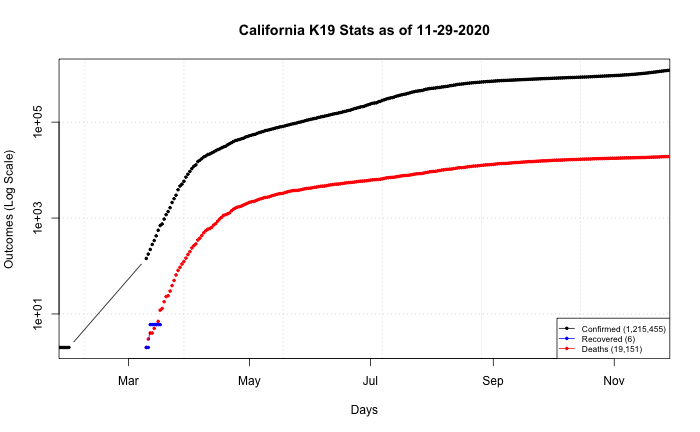 California K19 Stats as of 11-29-2020
Outcomes (Log Scale)
1e+05
1e+03
1e+01
Confirmed (1,215,455)
Recovered (6)
Deaths (19,151)
Mar May Jul Sep Nov
Days